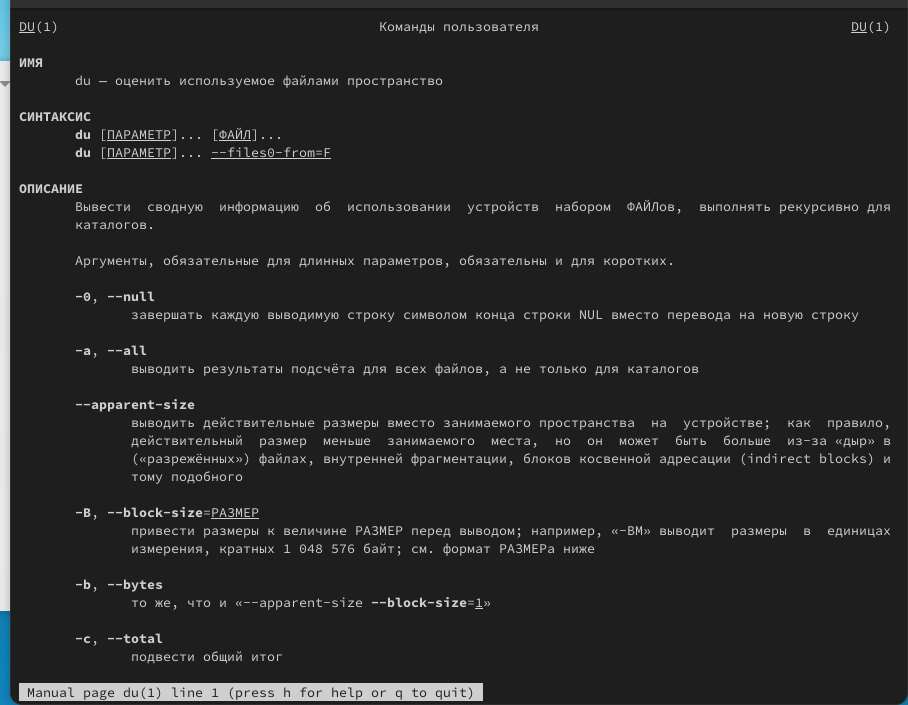 DU(1) Команды пользователя DU(1)
ИМЯ
du — оценить используемое файлами пространство
СИНТАКСИС
du [ПАРАМЕТР]... [ФАЙЛ]...
du [ПАРАМЕТР]... --files0-from=F
ОПИСАНИЕ
Вывести сводную информацию об использовании устройств набором ФАЙЛов, выполнять рекурсивно для
каталогов.
Аргументы, обязательные для длинных параметров, обязательны и для коротких.
-0, --null
завершать каждую выводимую строку символом конца строки NUL вместо перевода на новую строку
-a, --all
выводить результаты подсчёта для всех файлов, а не только для каталогов
--apparent-size
выводить действительные размеры вместо занимаемого пространства на устройстве; как правило,
действительный размер меньше занимаемого места, но он может быть больше из-за «дыр» в
(«разрежённых») файлах, внутренней фрагментации, блоков косвенной адресации (indirect blocks) и
тому подобного
-B, --block-size=РАЗМЕР
привести размеры к величине РАЗМЕР перед выводом; например, «-BM» выводит размеры в единицах
измерения, кратных 1 048 576 байт; см. формат РАЗМЕРа ниже
-b, --bytes
то же, что и «--apparent-size --block-size=1»
-c, --total
подвести общий итог
Manual page du(1) line 1 (press h for help or q to quit)